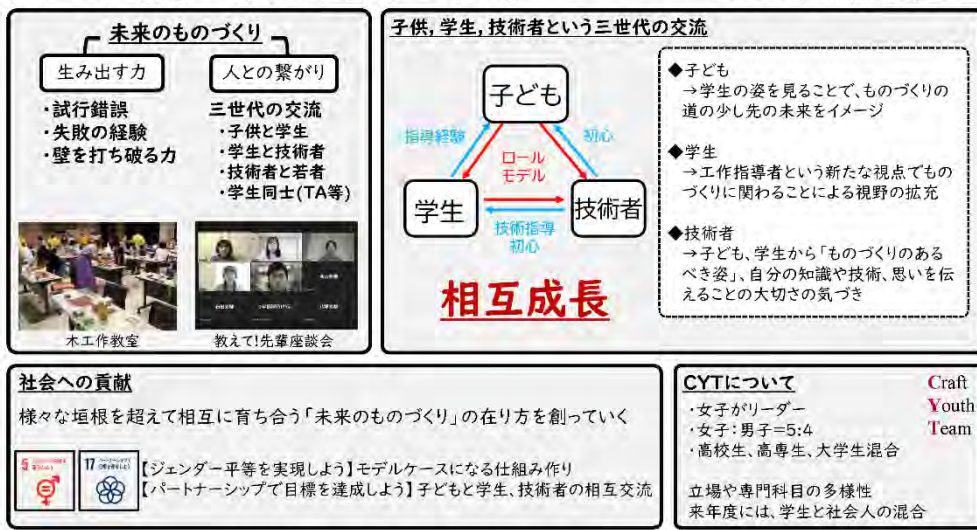 未来のものづくり
生み出す力
人との繋がり
・試行錯誤
・失敗の経験
・壁を打ち破る力
三世代の交流
・子供と学生
・学生と技術者
・技術者と若者
・学生同士(TA等)
木工作教室
教えて!先輩座談会
子供,学生,技術者という三世代の交流
子ども
指導経験
初心
ロール
モデル
学生
技術者
技術指導
初心
相互成長
◆子ども
→学生の姿を見ることで、ものづくりの
道の少し先の未来をイメージ
◆学生
→工作指導者という新たな視点でもの
づくりに関わることによる視野の拡充
◆技術者
→子ども、学生から「ものづくりのある
べき姿」、自分の知識や技術、思いを伝
えることの大切さの気づき
社会への貢献
様々な垣根を超えて相互に育ち合う「未来のものづくり」の在り方を創っていく
5
17
【ジェンダー平等を実現しよう】モデルケースになる仕組み作り
【パートナーシップで目標を達成しよう】子どもと学生、技術者の相互交流
CYTについて
・女子がリーダー
・女子:男子=5:4
・高校生、高専生、大学生混合
立場や専門科目の多様性
来年度には、学生と社会人の混合
Craft
Youth
Team